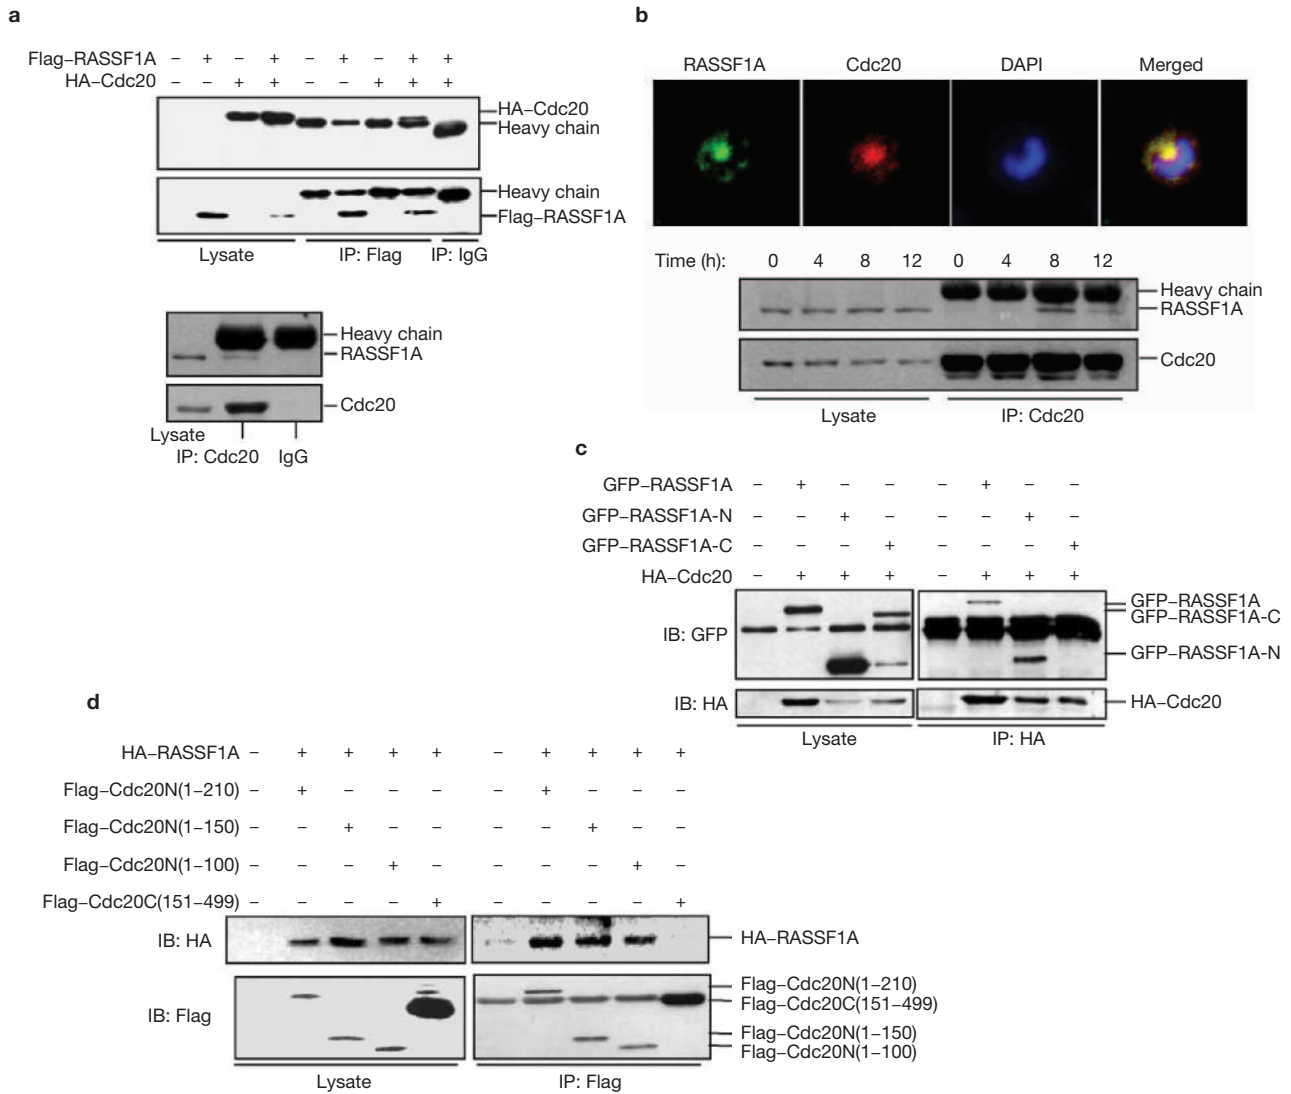 a
Flag–RASSF1A – + – + – + – + +
HA–Cdc20 – – + + – – + + +
HA–Cdc20
Heavy chain
Heavy chain
Flag–RASSF1A
Lysate IP: Flag IP: IgG
Heavy chain
RASSF1A
Cdc20
Lysate
IP: Cdc20 IgG
b
RASSF1A Cdc20 DAPI Merged
Time (h): 0 4 8 12 0 4 8 12
Heavy chain
RASSF1A
Cdc20
Lysate IP: Cdc20
c
GFP–RASSF1A – + – – – + – –
GFP–RASSF1A-N – – + – – – + –
GFP–RASSF1A-C – – – + – – – +
HA–Cdc20 – + + + – + + +
IB: GFP
GFP–RASSF1A
GFP–RASSF1A-C
GFP–RASSF1A-N
IB: HA
HA–Cdc20
Lysate IP: HA
d
HA–RASSF1A – + + + + – + + + +
Flag–Cdc20N(1–210) – + – – – – + – – –
Flag–Cdc20N(1–150) – – + – – – – + – –
Flag–Cdc20N(1–100) – – – + – – – – + –
Flag–Cdc20C(151–499) – – – – + – – – – +
IB: HA
HA–RASSF1A
IB: Flag
Flag–Cdc20N(1–210)
Flag–Cdc20C(151–499)
Flag–Cdc20N(1–150)
Flag–Cdc20N(1–100)
Lysate IP: Flag